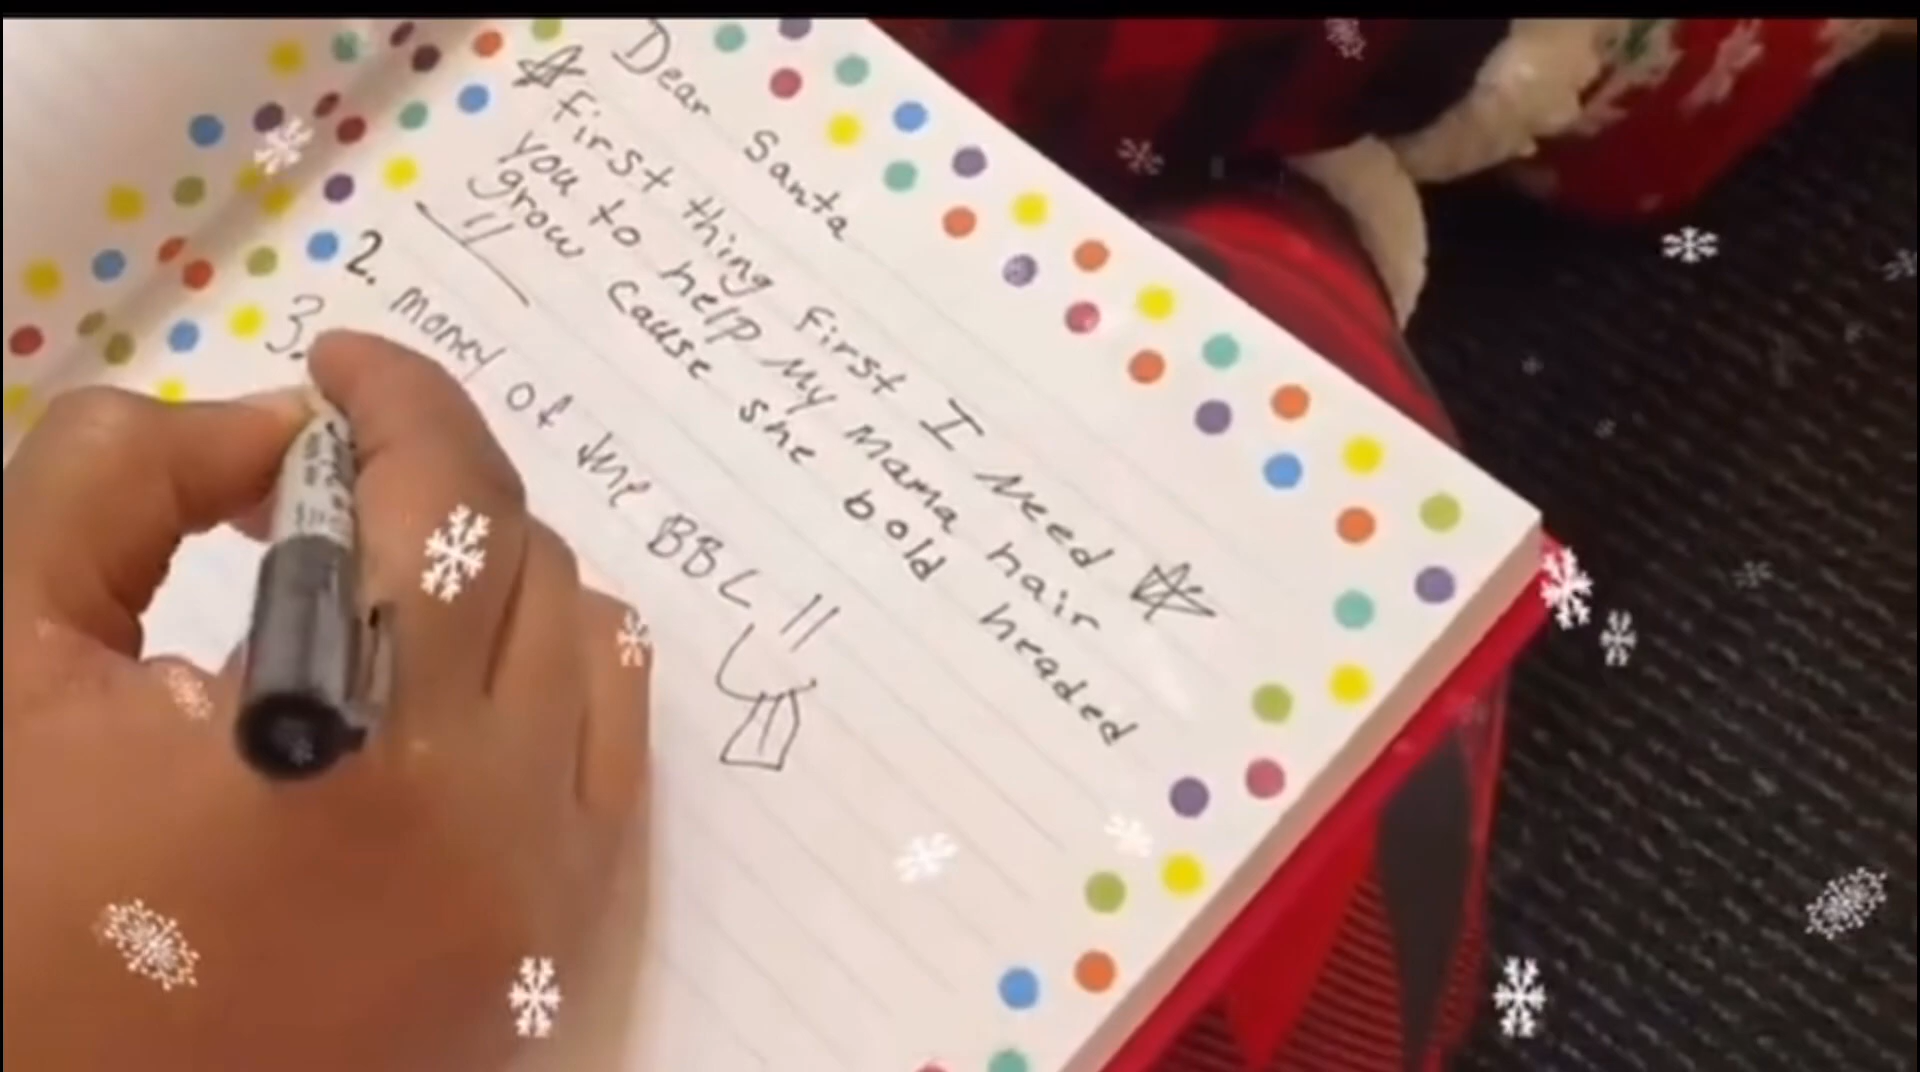 Dear Santa
First thing First I Need
you to help My mama hair
grow cause she bold headed
2. money of the BBL
3.